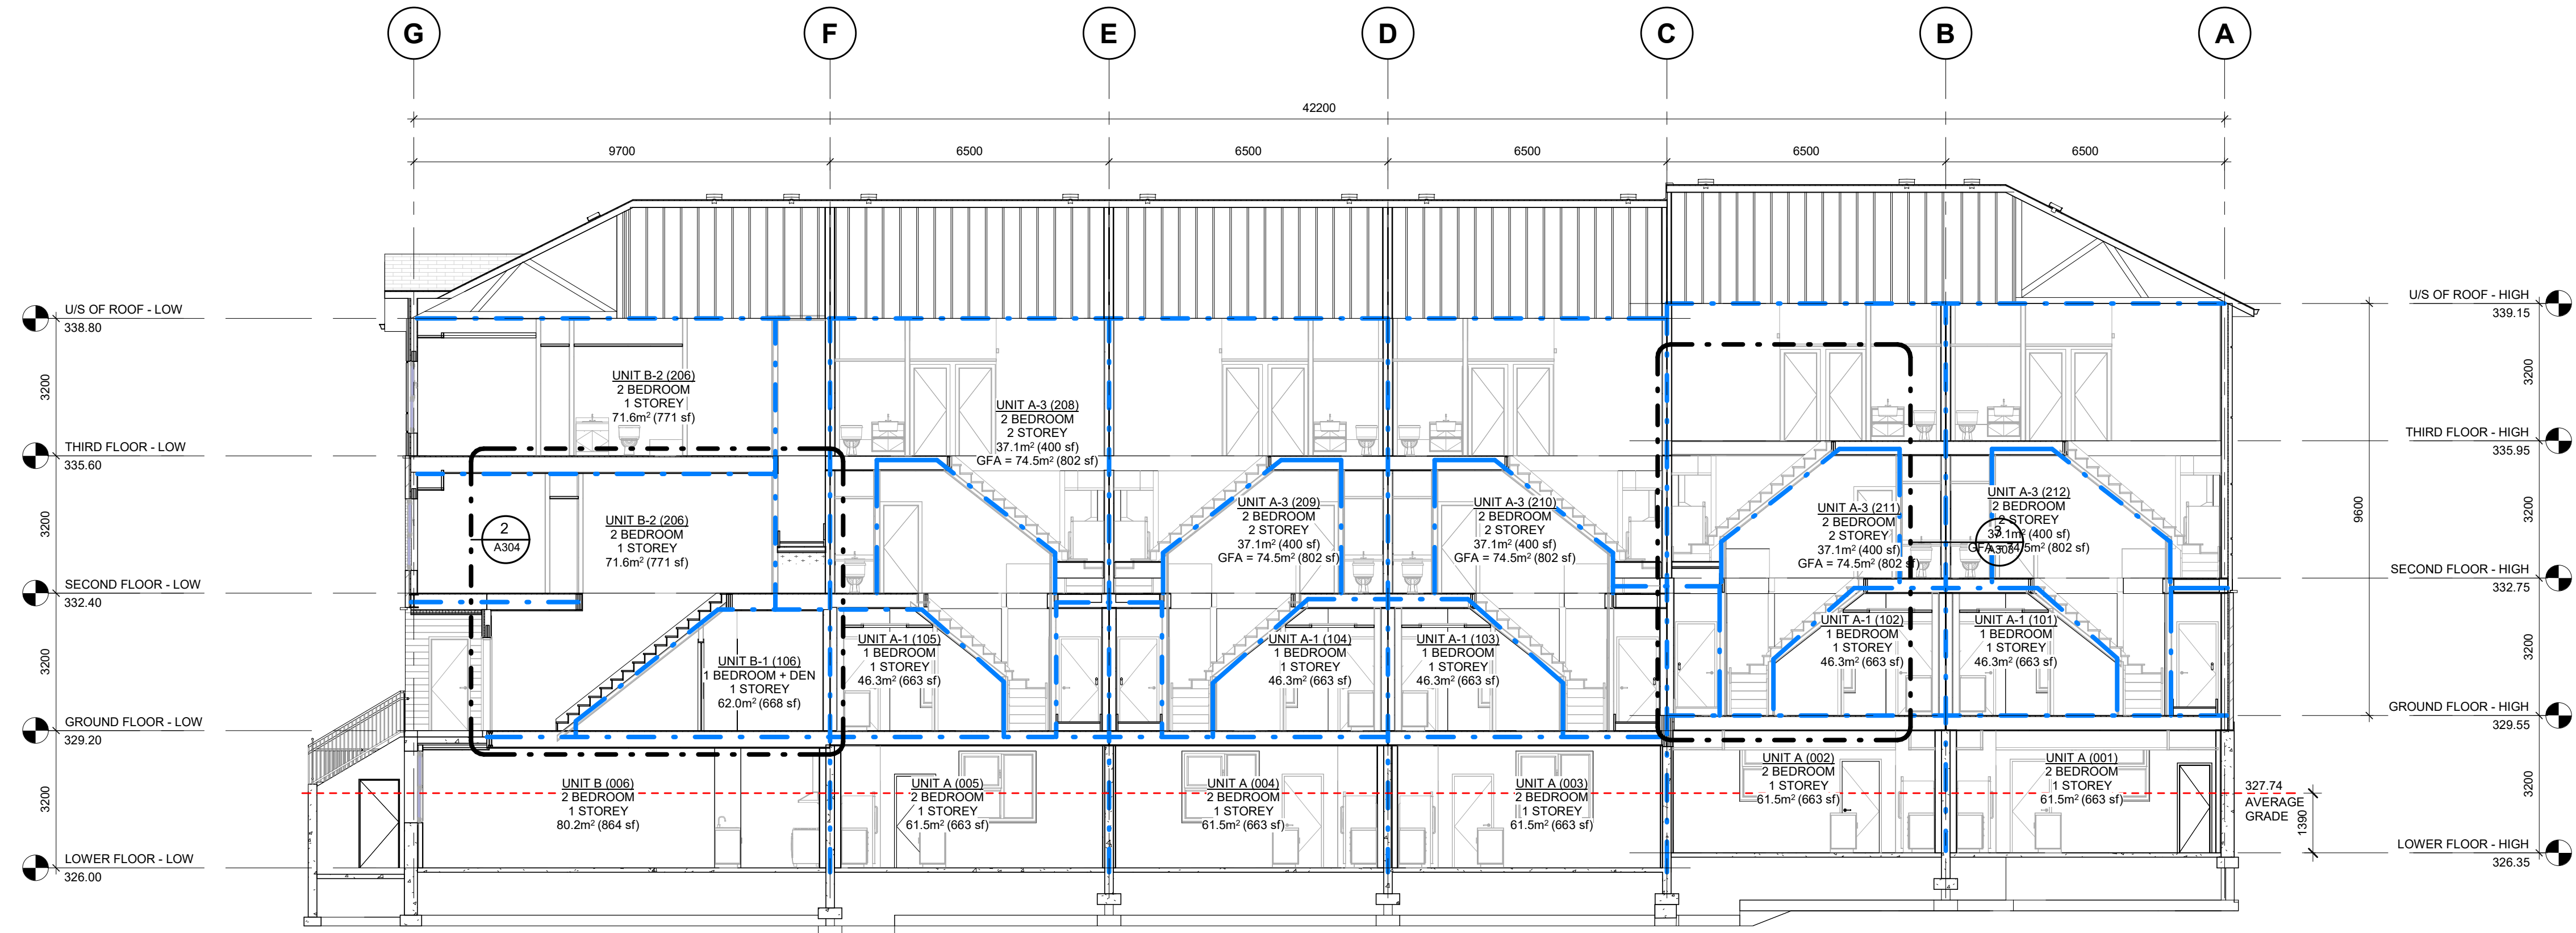 G F E D C B A
42200
9700 6500 6500 6500 6500 6500
U/S OF ROOF - LOW
338.80
3200
THIRD FLOOR - LOW
335.60
3200
SECOND FLOOR - LOW
332.40
3200
GROUND FLOOR - LOW
329.20
3200
LOWER FLOOR - LOW
326.00
UNIT B-2 (206)
2 BEDROOM
1 STOREY
71.6m² (771 sf)
UNIT A-3 (208)
2 BEDROOM
2 STOREY
37.1m² (400 sf)
GFA = 74.5m² (802 sf)
2
A304
UNIT B-2 (206)
2 BEDROOM
1 STOREY
71.6m² (771 sf)
UNIT A-3 (209)
2 BEDROOM
2 STOREY
37.1m² (400 sf)
GFA = 74.5m² (802 sf)
UNIT A-3 (210)
2 BEDROOM
2 STOREY
37.1m² (400 sf)
GFA = 74.5m² (802 sf)
UNIT A-3 (211)
2 BEDROOM
2 STOREY
37.1m² (400 sf)
GFA = 74.5m² (802 sf)
UNIT A-3 (212)
2 BEDROOM
2 STOREY
37.1m² (400 sf)
GFA = 74.5m² (802 sf)
3
UNIT B-1 (106)
1 BEDROOM + DEN
1 STOREY
62.0m² (668 sf)
UNIT A-1 (105)
1 BEDROOM
1 STOREY
46.3m² (663 sf)
UNIT A-1 (104)
1 BEDROOM
1 STOREY
46.3m² (663 sf)
UNIT A-1 (103)
1 BEDROOM
1 STOREY
46.3m² (663 sf)
UNIT A-1 (102)
1 BEDROOM
1 STOREY
46.3m² (663 sf)
UNIT A-1 (101)
1 BEDROOM
1 STOREY
46.3m² (663 sf)
UNIT B (006)
2 BEDROOM
1 STOREY
80.2m² (864 sf)
UNIT A (005)
2 BEDROOM
1 STOREY
61.5m² (663 sf)
UNIT A (004)
2 BEDROOM
1 STOREY
61.5m² (663 sf)
UNIT A (003)
2 BEDROOM
1 STOREY
61.5m² (663 sf)
UNIT A (002)
2 BEDROOM
1 STOREY
61.5m² (663 sf)
UNIT A (001)
2 BEDROOM
1 STOREY
61.5m² (663 sf)
327.74
AVERAGE
GRADE
1390
9600
U/S OF ROOF - HIGH
339.15
3200
THIRD FLOOR - HIGH
335.95
3200
SECOND FLOOR - HIGH
332.75
3200
GROUND FLOOR - HIGH
329.55
3200
LOWER FLOOR - HIGH
326.35